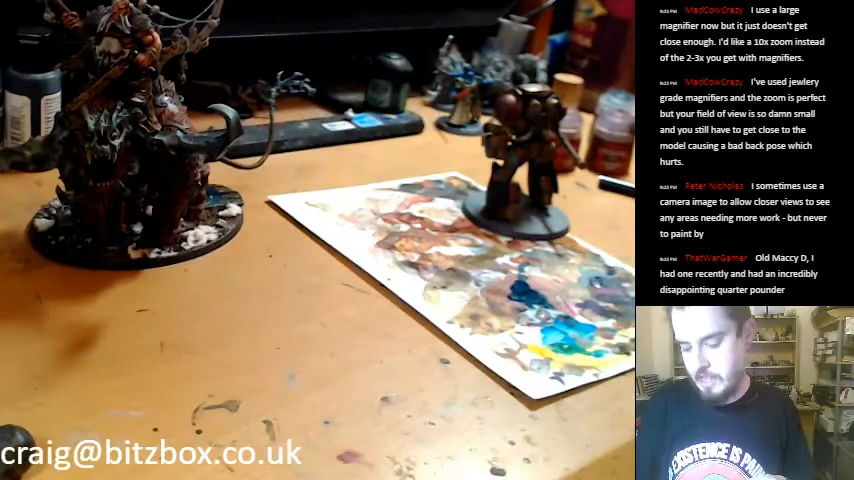 9:21 PM MadCowCrazy I use a large
magnifier now but it just doesn't get
close enough. I'd like a 10x zoom instead
of the 2-3x you get with magnifiers.
9:22 PM MadCowCrazy I've used jewlery
grade magnifiers and the zoom is perfect
but your field of view is so damn small
and you still have to get close to the
model causing a bad back pose which
hurts.
9:22 PM Peter Nicholas I sometimes use a
camera image to allow closer views to see
any areas needing more work - but never
to paint by
9:22 PM ThatWarGamer Old Maccy D, I
had one recently and had an incredibly
disappointing quarter pounder
craig@bitzbox.co.uk
EXISTENCE IS PAIN